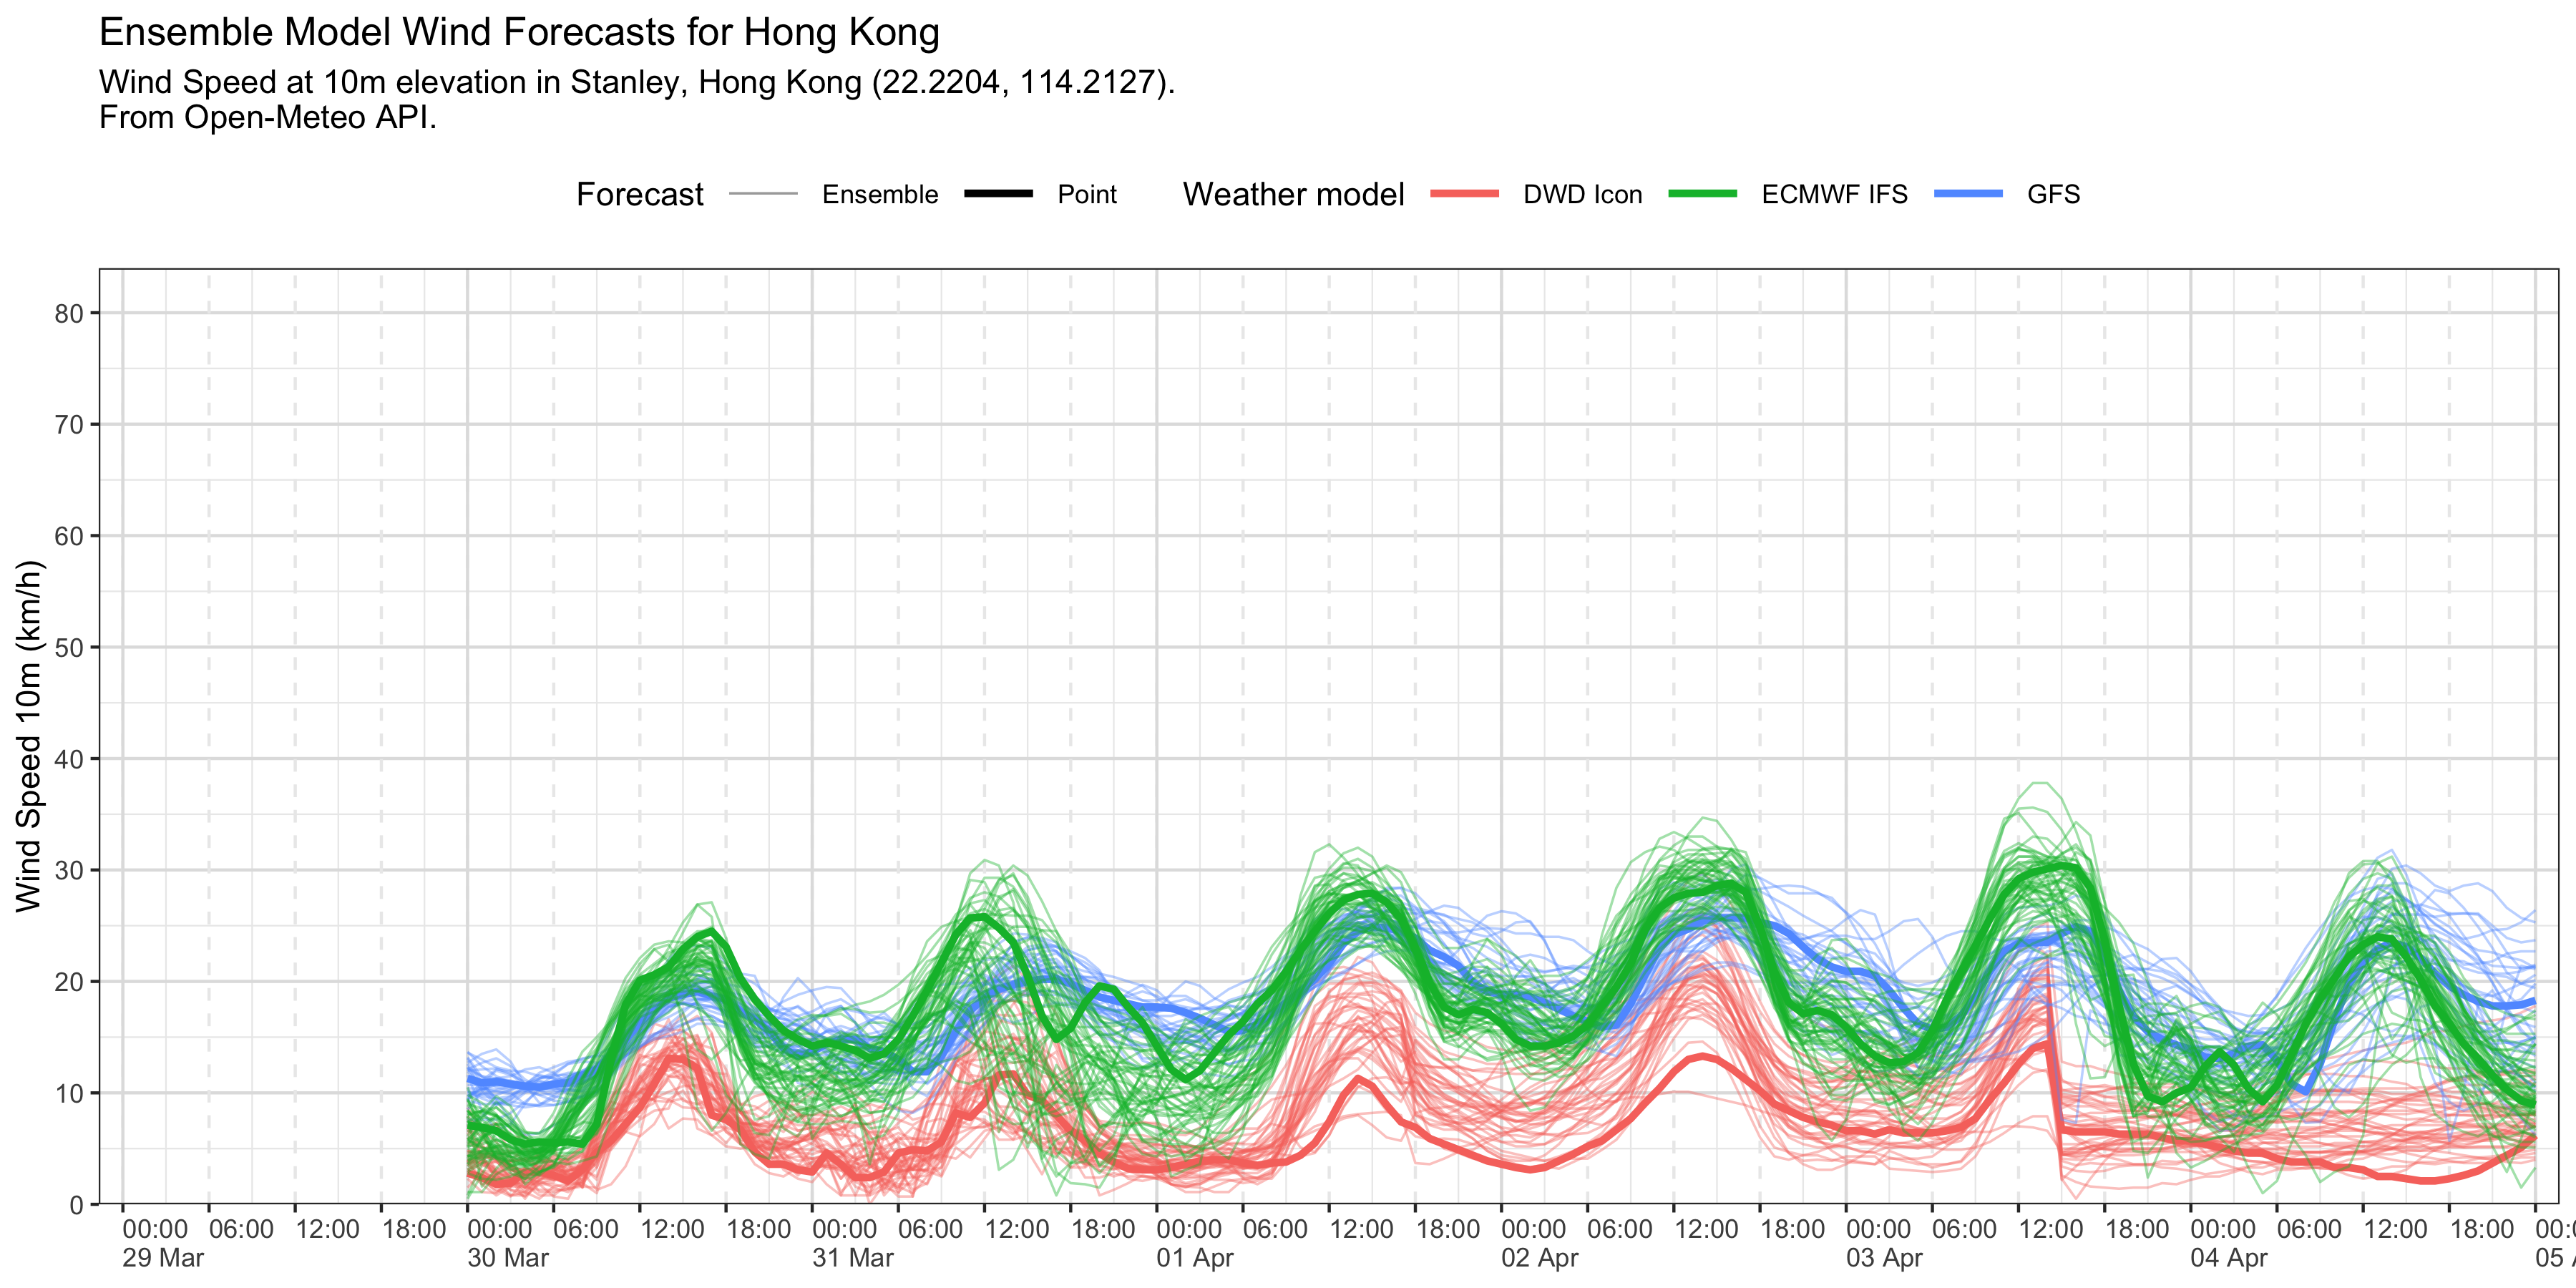 Ensemble Model Wind Forecasts for Hong Kong
Wind Speed at 10m elevation in Stanley, Hong Kong (22.2204, 114.2127).
From Open-Meteo API.
Forecast Ensemble Point Weather model DWD Icon ECMWF IFS GFS
Wind Speed 10m (km/h)
80
70
60
50
40
30
20
10
0
00:00 06:00 12:00 18:00 00:00 06:00 12:00 18:00 00:00 06:00 12:00 18:00 00:00 06:00 12:00 18:00 00:00 06:00 12:00 18:00 00:00 06:00 12:00 18:00 00:00 06:00 12:00 18:00 00:0
29 Mar 30 Mar 31 Mar 01 Apr 02 Apr 03 Apr 04 Apr 05